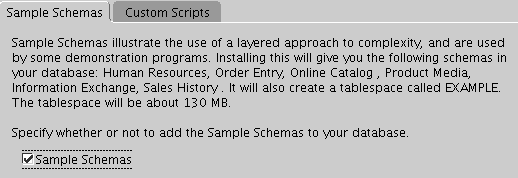 Sample Schemas Custom Scripts
Sample Schemas illustrate the use of a layered approach to complexity, and are used
by some demonstration programs. Installing this will give you the following schemas in
your database: Human Resources, Order Entry, Online Catalog , Product Media,
Information Exchange, Sales History . It will also create a tablespace called EXAMPLE.
The tablespace will be about 130 MB.
Specify whether or not to add the Sample Schemas to your database.
Sample Schemas